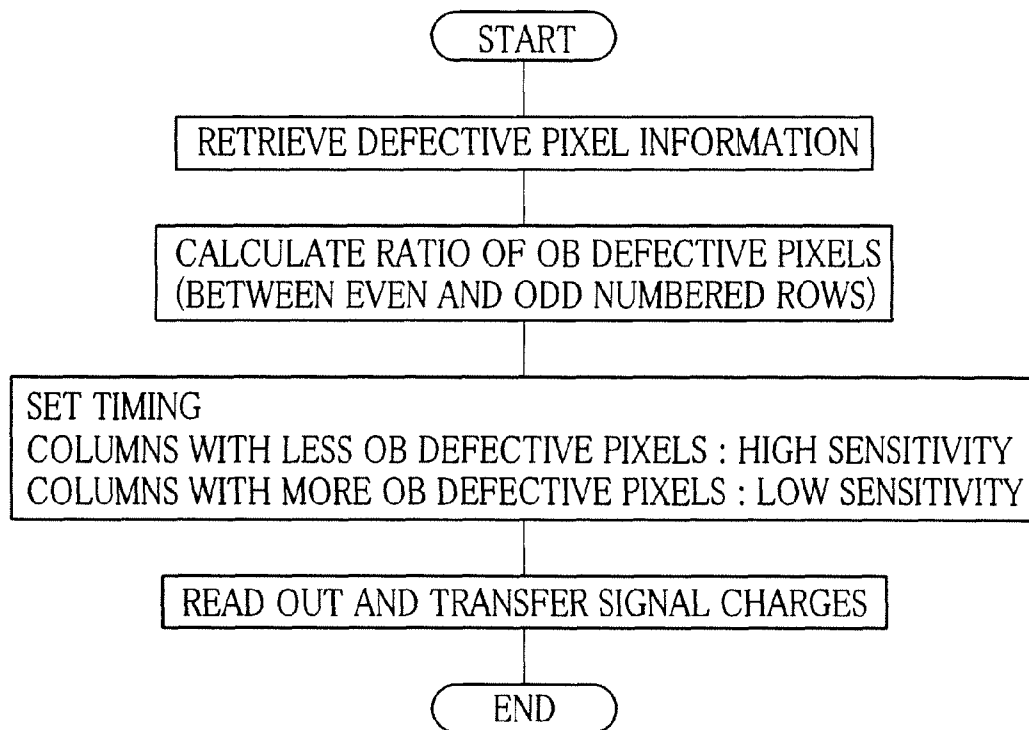 START
RETRIEVE DEFECTIVE PIXEL INFORMATION
CALCULATE RATIO OF OB DEFECTIVE PIXELS
(BETWEEN EVEN AND ODD NUMBERED ROWS)
SET TIMING
COLUMNS WITH LESS OB DEFECTIVE PIXELS : HIGH SENSITIVITY
COLUMNS WITH MORE OB DEFECTIVE PIXELS : LOW SENSITIVITY
READ OUT AND TRANSFER SIGNAL CHARGES
END